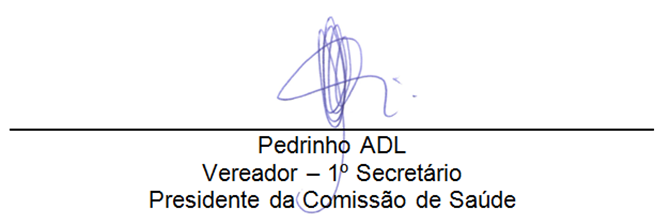 Pedrinho ADL
Vereador – 1º Secretário
Presidente da Comissão de Saúde